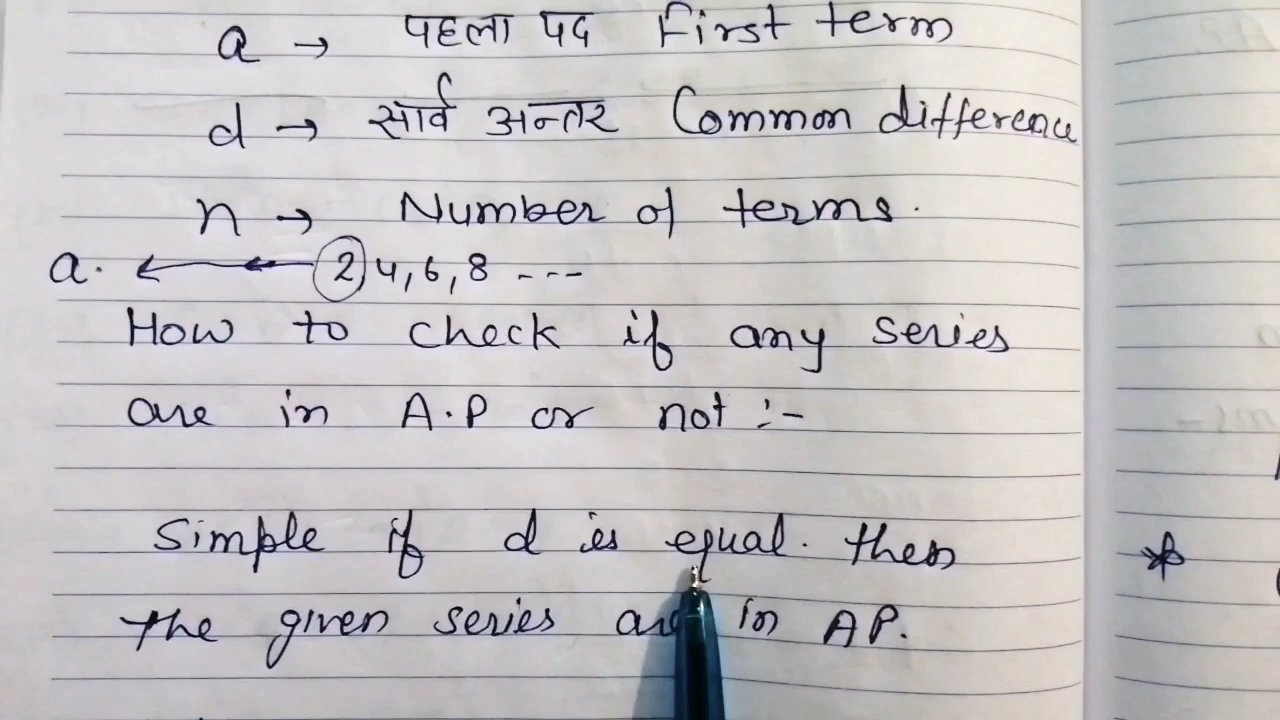 a → पहला पद First term
d → सार्व अन्तर Common difference
n → Number of terms.
a. ← 2 4, 6, 8 ----
How to check if any series
are in A.P or not :-
Simple if d is equal. then
the given series are in AP.